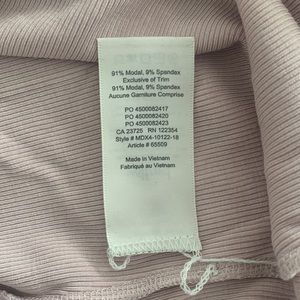 91% Modal, 9% Spandex
Exclusive of Trim
91% Modal, 9% Spandex
Aucune Garniture Comprise
PO 4500082417
PO 4500082420
PO 4500082423
CA 23725 RN 122354
Style # MDX4-10122-18
Article # 65509
Made in Vietnam
Fabriqué au Vietnam